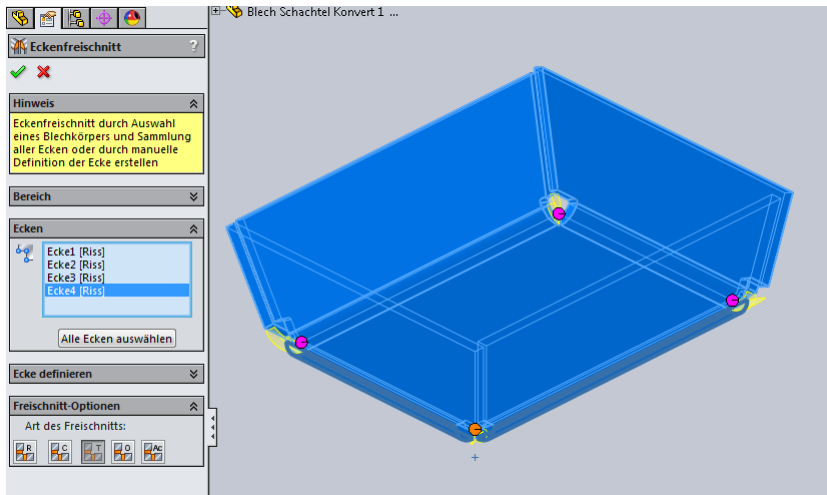 Blech Schachtel Konvert 1 ...
Eckenfreischnitt ?
Hinweis
Eckenfreischnitt durch Auswahl
eines Blechkörpers und Sammlung
aller Ecken oder durch manuelle
Definition der Ecke erstellen
Bereich
Ecken
Ecke1 [Riss]
Ecke2 [Riss]
Ecke3 [Riss]
Ecke4 [Riss]
Alle Ecken auswählen
Ecke definieren
Freischnitt-Optionen
Art des Freischnitts:
R C T O Ac